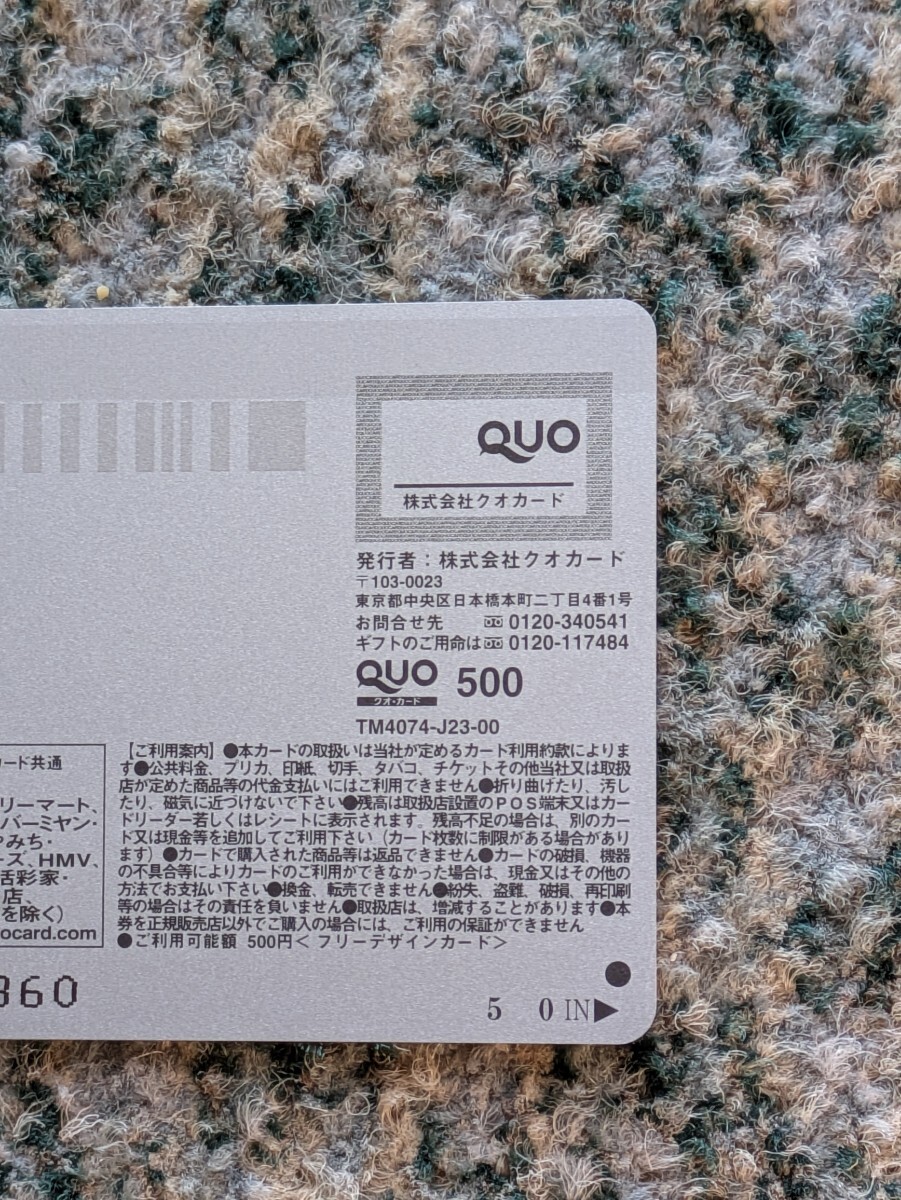 QUO
株式会社クオカード
発行者：株式会社クオカード
〒103-0023
東京都中央区日本橋本町二丁目4番1号
お問合せ先 0120-340541
ギフトのご用命は 0120-117484
QUO 500
クオ・カード
TM4074-J23-00
【ご利用案内】●本カードの取扱いは当社が定めるカード利用約款によりま
す●公共料金、プリカ、印紙、切手、タバコ、チケットその他当社又は取扱
店が定めた商品等の代金支払いにはご利用できません●折り曲げたり、汚し
たり、磁気に近づけないで下さい●残高は取扱店設置のＰＯＳ端末又はカー
ドリーダー若しくはレシートに表示されます。残高不足の場合は、別のカー
ド又は現金等を追加してご利用下さい（カード枚数に制限がある場合があり
ます）●カードで購入された商品等は返品できません●カードの破損、機器
の不具合等によりカードのご利用ができなかった場合は、現金又はその他の
方法でお支払い下さい●換金、転売できません●紛失、盗難、破損、再印刷
等の場合はその責任を負いません●取扱店は、増減することがあります●本
券を正規販売店以外でご購入の場合には、ご利用の保証ができません
●ご利用可能額 500円＜フリーデザインカード＞
ード共通
リーマート、
バーミヤン・
みち・
ーズ、HMV、
活彩家・
店、
を除く）
ocard.com
360
5 0 IN▶